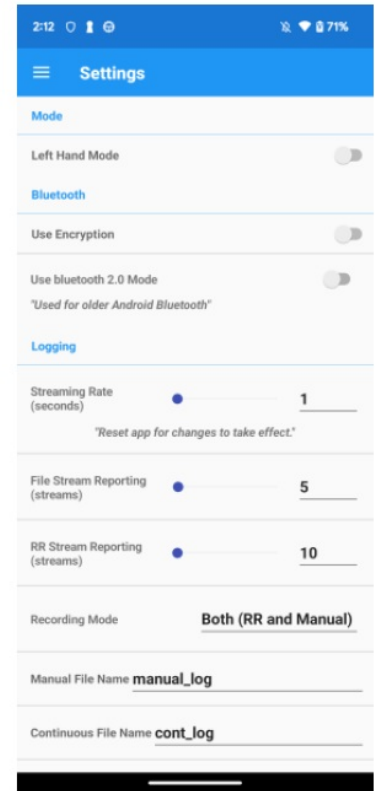 2:12 71%
Settings
Mode
Left Hand Mode
Bluetooth
Use Encryption
Use bluetooth 2.0 Mode
"Used for older Android Bluetooth"
Logging
Streaming Rate
(seconds)
1
"Reset app for changes to take effect."
File Stream Reporting
(streams)
5
RR Stream Reporting
(streams)
10
Recording Mode Both (RR and Manual)
Manual File Name manual_log
Continuous File Name cont_log